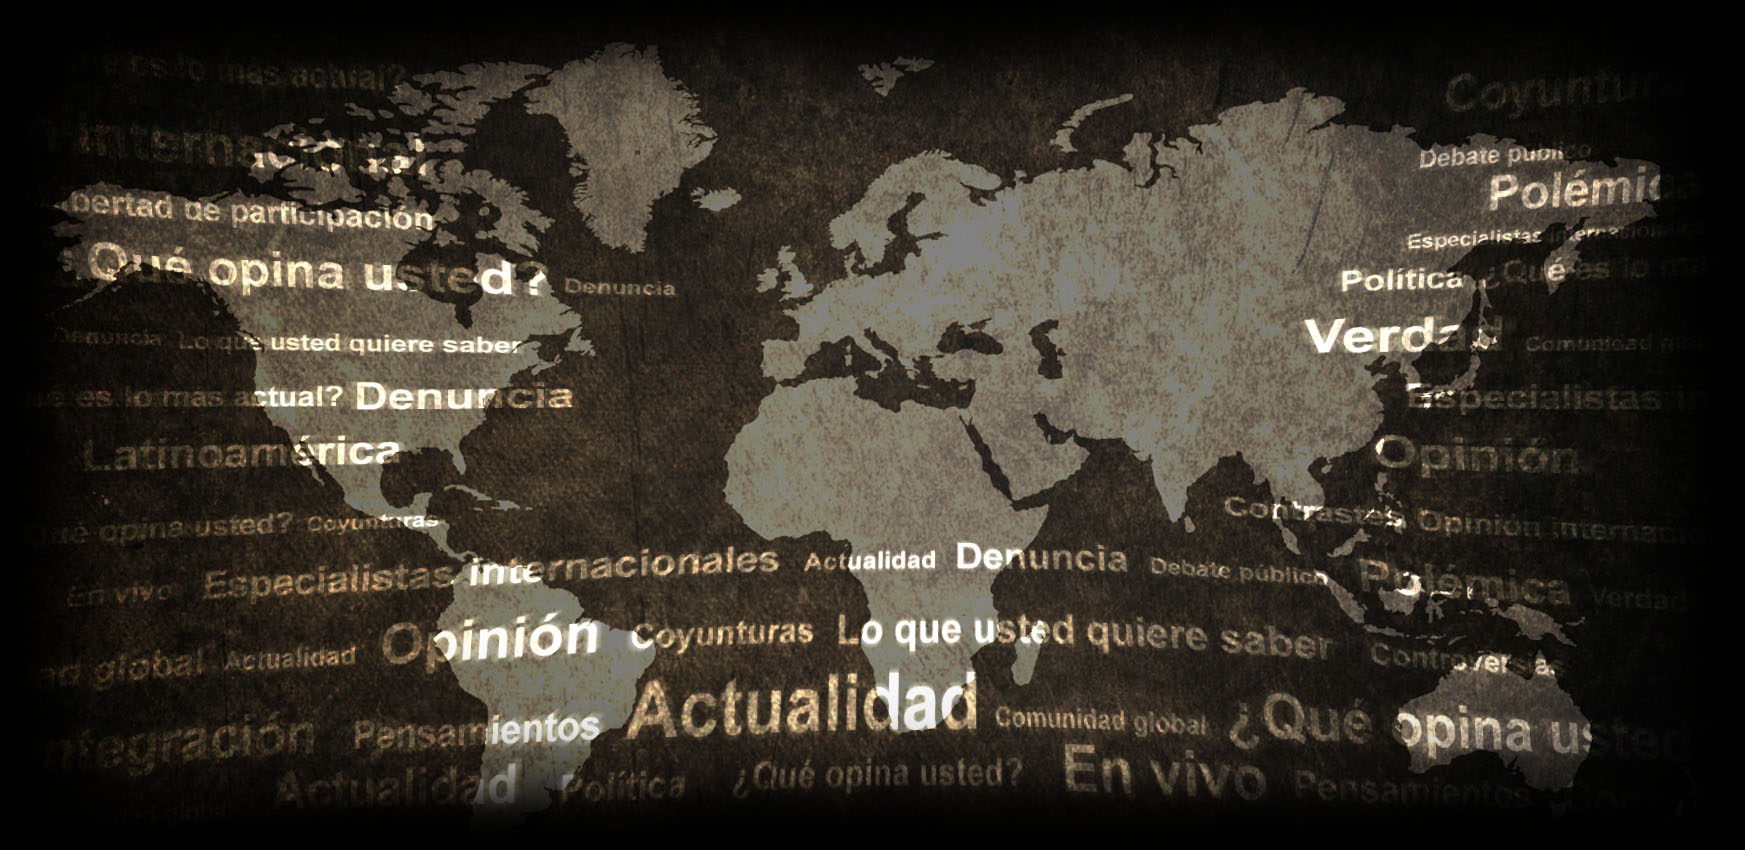 es lo más actual?
Coyuntura
Internacional
Debate público
Polémica
libertad de participación
Especialistas internacionales
¿Qué opina usted? Denuncia
Política ¿Qué es lo más
Denuncia Lo que usted quiere saber
Verdad Comunidad global
es lo más actual? Denuncia
Especialistas
Latinoamérica
Opinión
Qué opina usted? Coyunturas
Contrastes Opinión internacional
En vivo Especialistas internacionales Actualidad Denuncia Debate público Polémica Verdad
global Actualidad Opinión Coyunturas Lo que usted quiere saber Controversias
Integración Pensamientos Actualidad Comunidad global ¿Qué opina usted?
Actualidad Política ¿Qué opina usted? En vivo Pensamientos